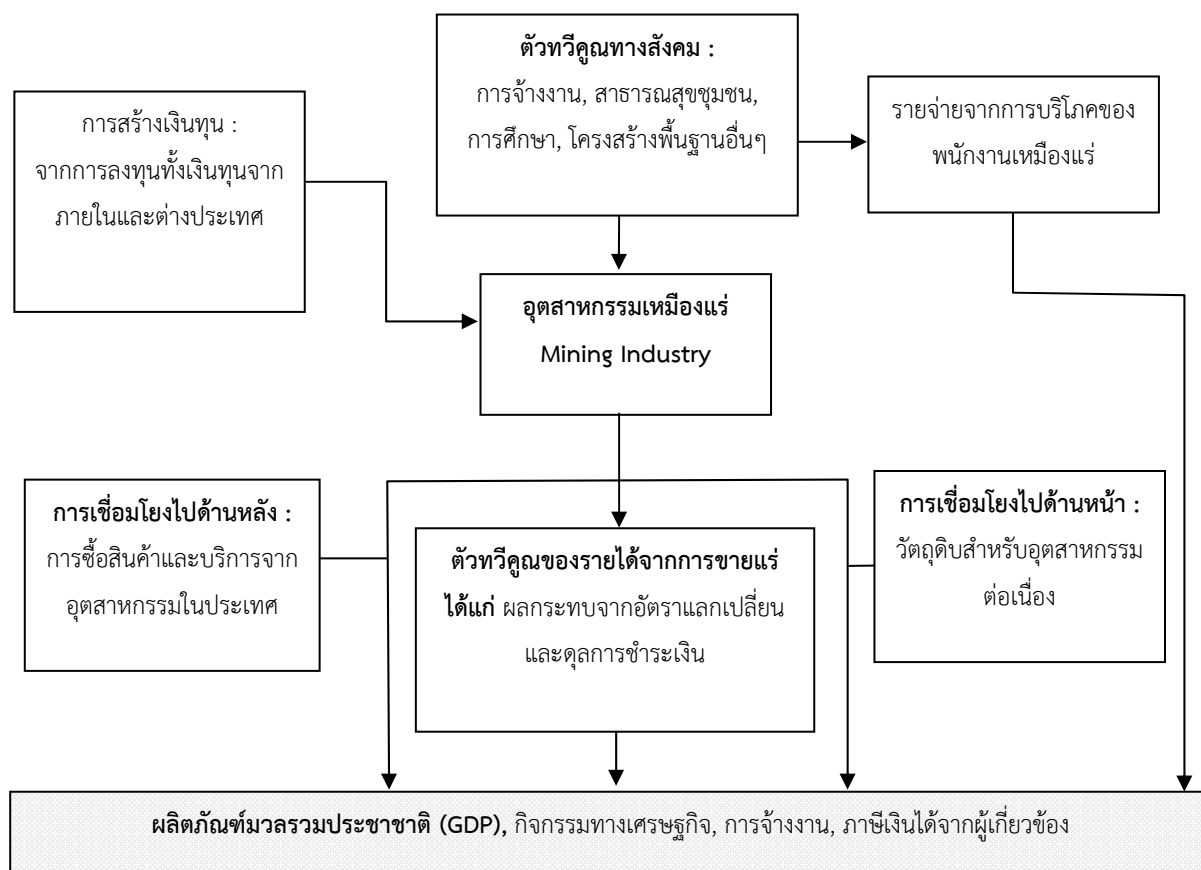 ตัวทวีคูณทางสังคม :
การจ้างงาน, สาธารณสุขชุมชน,
การศึกษา, โครงสร้างพื้นฐานอื่นๆ
การสร้างเงินทุน :
จากการลงทุนทั้งเงินทุนจาก
ภายในและต่างประเทศ
รายจ่ายจากการบริโภคของ
พนักงานเหมืองแร่
อุตสาหกรรมเหมืองแร่
Mining Industry
การเชื่อมโยงไปด้านหลัง :
การซื้อสินค้าและบริการจาก
อุตสาหกรรมในประเทศ
ตัวทวีคูณของรายได้จากการขายแร่
ได้แก่ ผลกระทบจากอัตราแลกเปลี่ยน
และดุลการชำระเงิน
การเชื่อมโยงไปด้านหน้า :
วัตถุดิบสำหรับอุตสาหกรรม
ต่อเนื่อง
ผลิตภัณฑ์มวลรวมประชาชาติ (GDP), กิจกรรมทางเศรษฐกิจ, การจ้างงาน, ภาษีเงินได้จากผู้เกี่ยวข้อง